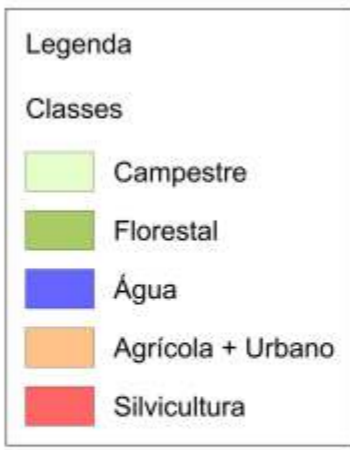 Legenda
Classes
Campestre
Florestal
Água
Agrícola + Urbano
Silvicultura